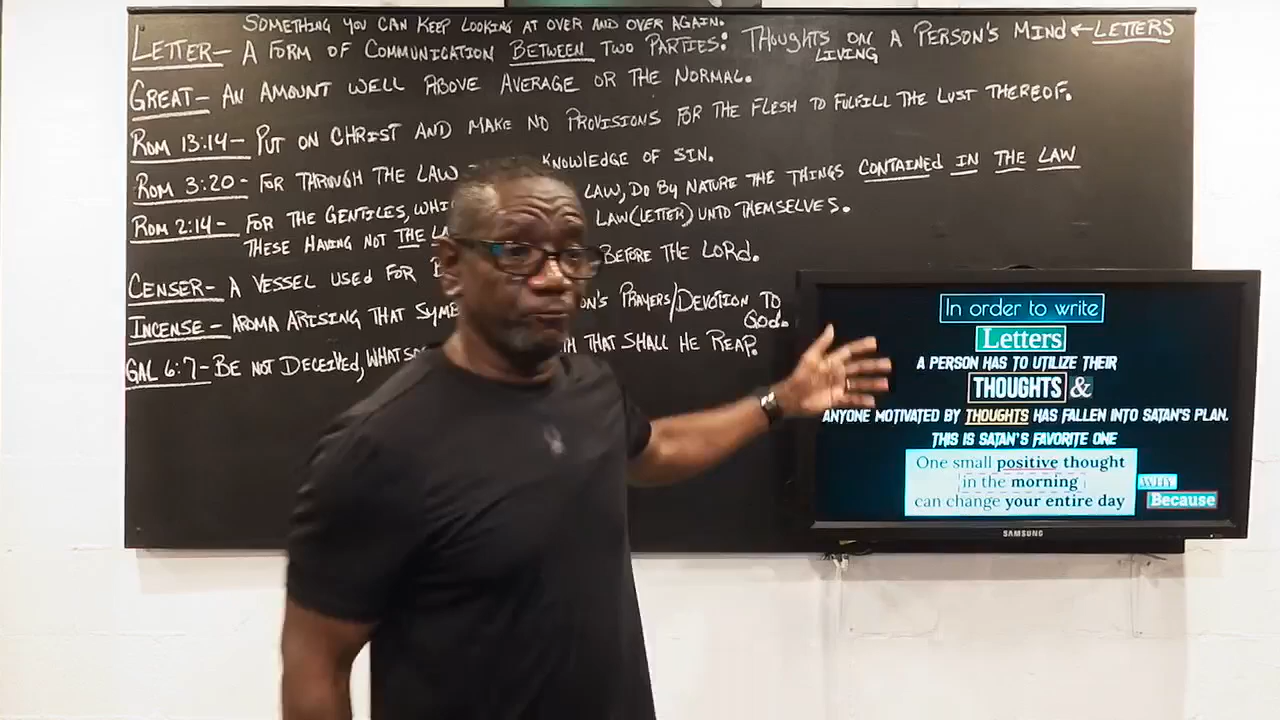 SOMETHING YOU CAN KEEP LOOKING AT OVER AND OVER AGAIN.
LETTER- A FORM OF COMMUNICATION BETWEEN TWO PARTIES: THOUGHTS ON A PERSON'S MIND ← LETTERS
LIVING
GREAT- AN AMOUNT WELL ABOVE AVERAGE OR THE NORMAL.
ROM 13:14- PUT ON CHRIST AND MAKE NO PROVISIONS FOR THE FLESH TO FULFILL THE LUST THEREOF.
ROM 3:20- FOR THROUGH THE LAW KNOWLEDGE OF SIN.
ROM 2:14- FOR THE GENTILES, LAW, DO BY NATURE THE THINGS CONTAINED IN THE LAW
THESE HAVING NOT THE LAW(LETTER) UNTO THEMSELVES.
CENSER- A VESSEL USED FOR BEFORE THE LORD.
INCENSE- AROMA ARISING THAT PRAYERS/DEVOTION TO
GOD.
GAL 6:7- BE NOT DECEIVED, THAT SHALL HE REAP.
In order to write
Letters
A PERSON HAS TO UTILIZE THEIR
THOUGHTS &
ANYONE MOTIVATED BY THOUGHTS HAS FALLEN INTO SATAN'S PLAN.
THIS IS SATAN'S FAVORITE ONE
One small positive thought
in the morning
can change your entire day
WHY
Because
SAMSUNG